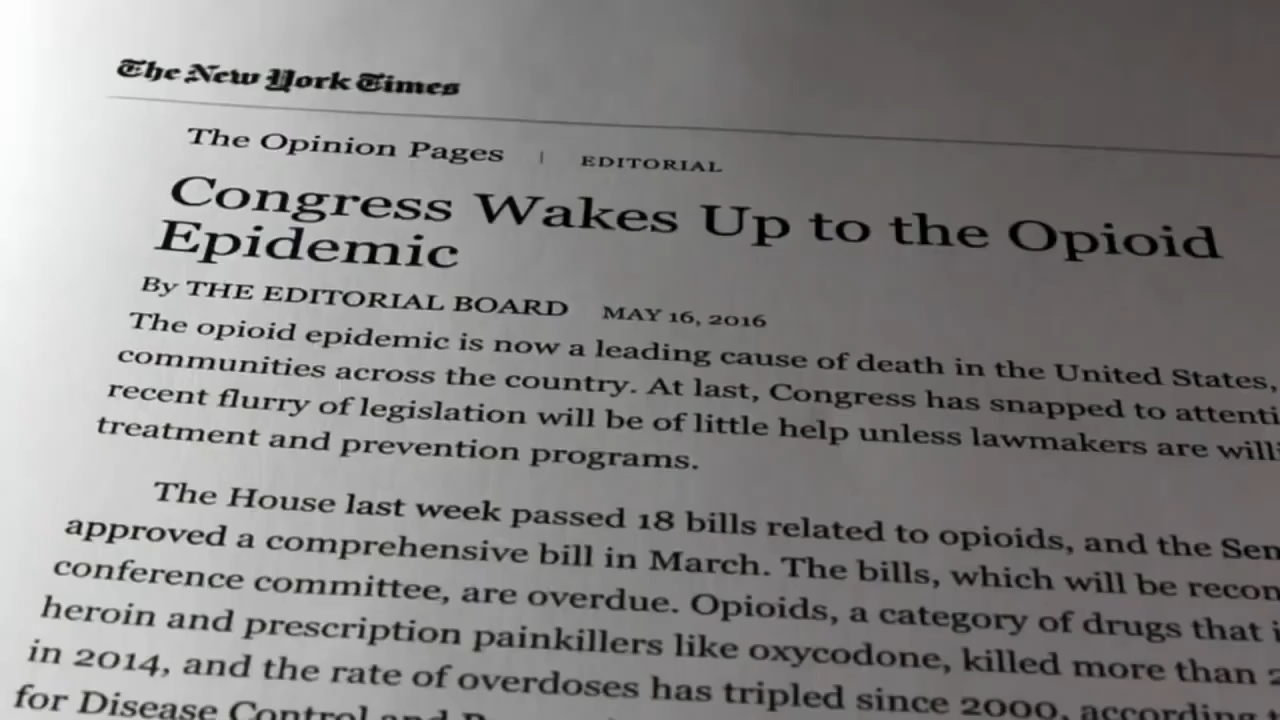 The New York Times
The Opinion Pages | EDITORIAL
Congress Wakes Up to the Opioid
Epidemic
By THE EDITORIAL BOARD MAY 16, 2016
The opioid epidemic is now a leading cause of death in the United States,
communities across the country. At last, Congress has snapped to attenti
recent flurry of legislation will be of little help unless lawmakers are willi
treatment and prevention programs.
The House last week passed 18 bills related to opioids, and the Sen
approved a comprehensive bill in March. The bills, which will be recon
conference committee, are overdue. Opioids, a category of drugs that i
heroin and prescription painkillers like oxycodone, killed more than 2
in 2014, and the rate of overdoses has tripled since 2000, according t
for Disease Control and